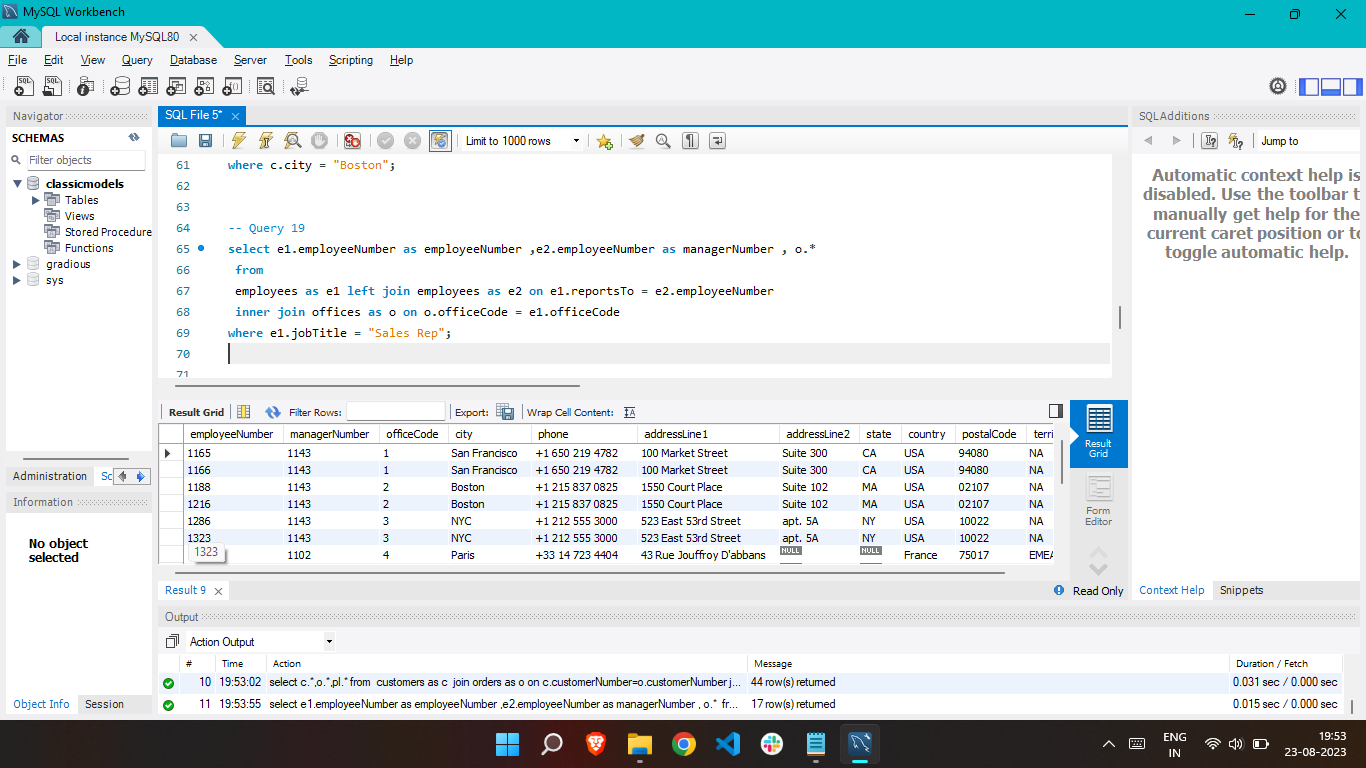 MySQL Workbench
Local instance MySQL80
File Edit View Query Database Server Tools Scripting Help
Navigator
SCHEMAS
Filter objects
classicmodels
Tables
Views
Stored Procedure
Functions
gradious
sys
Administration Sc
Information
No object
selected
Object Info Session
SQL File 5*
Limit to 1000 rows
61 where c.city = "Boston";
62
63
64 -- Query 19
65 select e1.employeeNumber as employeeNumber ,e2.employeeNumber as managerNumber , o.*
66 from
67 employees as e1 left join employees as e2 on e1.reportsTo = e2.employeeNumber
68 inner join offices as o on o.officeCode = e1.officeCode
69 where e1.jobTitle = "Sales Rep";
70
71
Result Grid Filter Rows: Export: Wrap Cell Content:
employeeNumber managerNumber officeCode city phone addressLine1 addressLine2 state country postalCode terri
1165 1143 1 San Francisco +1 650 219 4782 100 Market Street Suite 300 CA USA 94080 NA
1166 1143 1 San Francisco +1 650 219 4782 100 Market Street Suite 300 CA USA 94080 NA
1188 1143 2 Boston +1 215 837 0825 1550 Court Place Suite 102 MA USA 02107 NA
1216 1143 2 Boston +1 215 837 0825 1550 Court Place Suite 102 MA USA 02107 NA
1286 1143 3 NYC +1 212 555 3000 523 East 53rd Street apt. 5A NY USA 10022 NA
1323 1143 3 NYC +1 212 555 3000 523 East 53rd Street apt. 5A NY USA 10022 NA
1102 4 Paris +33 14 723 4404 43 Rue Jouffroy D'abbans NULL NULL France 75017 EMEA
1323
Result
Grid
Form
Editor
Result 9
Read Only
SQLAdditions
Jump to
Automatic context help is
disabled. Use the toolbar t
manually get help for the
current caret position or to
toggle automatic help.
Context Help Snippets
Output
Action Output
# Time Action Message Duration / Fetch
10 19:53:02 select c.*,o.*,pl.* from customers as c join orders as o on c.customerNumber=o.customerNumber j... 44 row(s) returned 0.031 sec / 0.000 sec
11 19:53:55 select e1.employeeNumber as employeeNumber ,e2.employeeNumber as managerNumber , o.* fr... 17 row(s) returned 0.015 sec / 0.000 sec
ENG
IN
19:53
23-08-2023